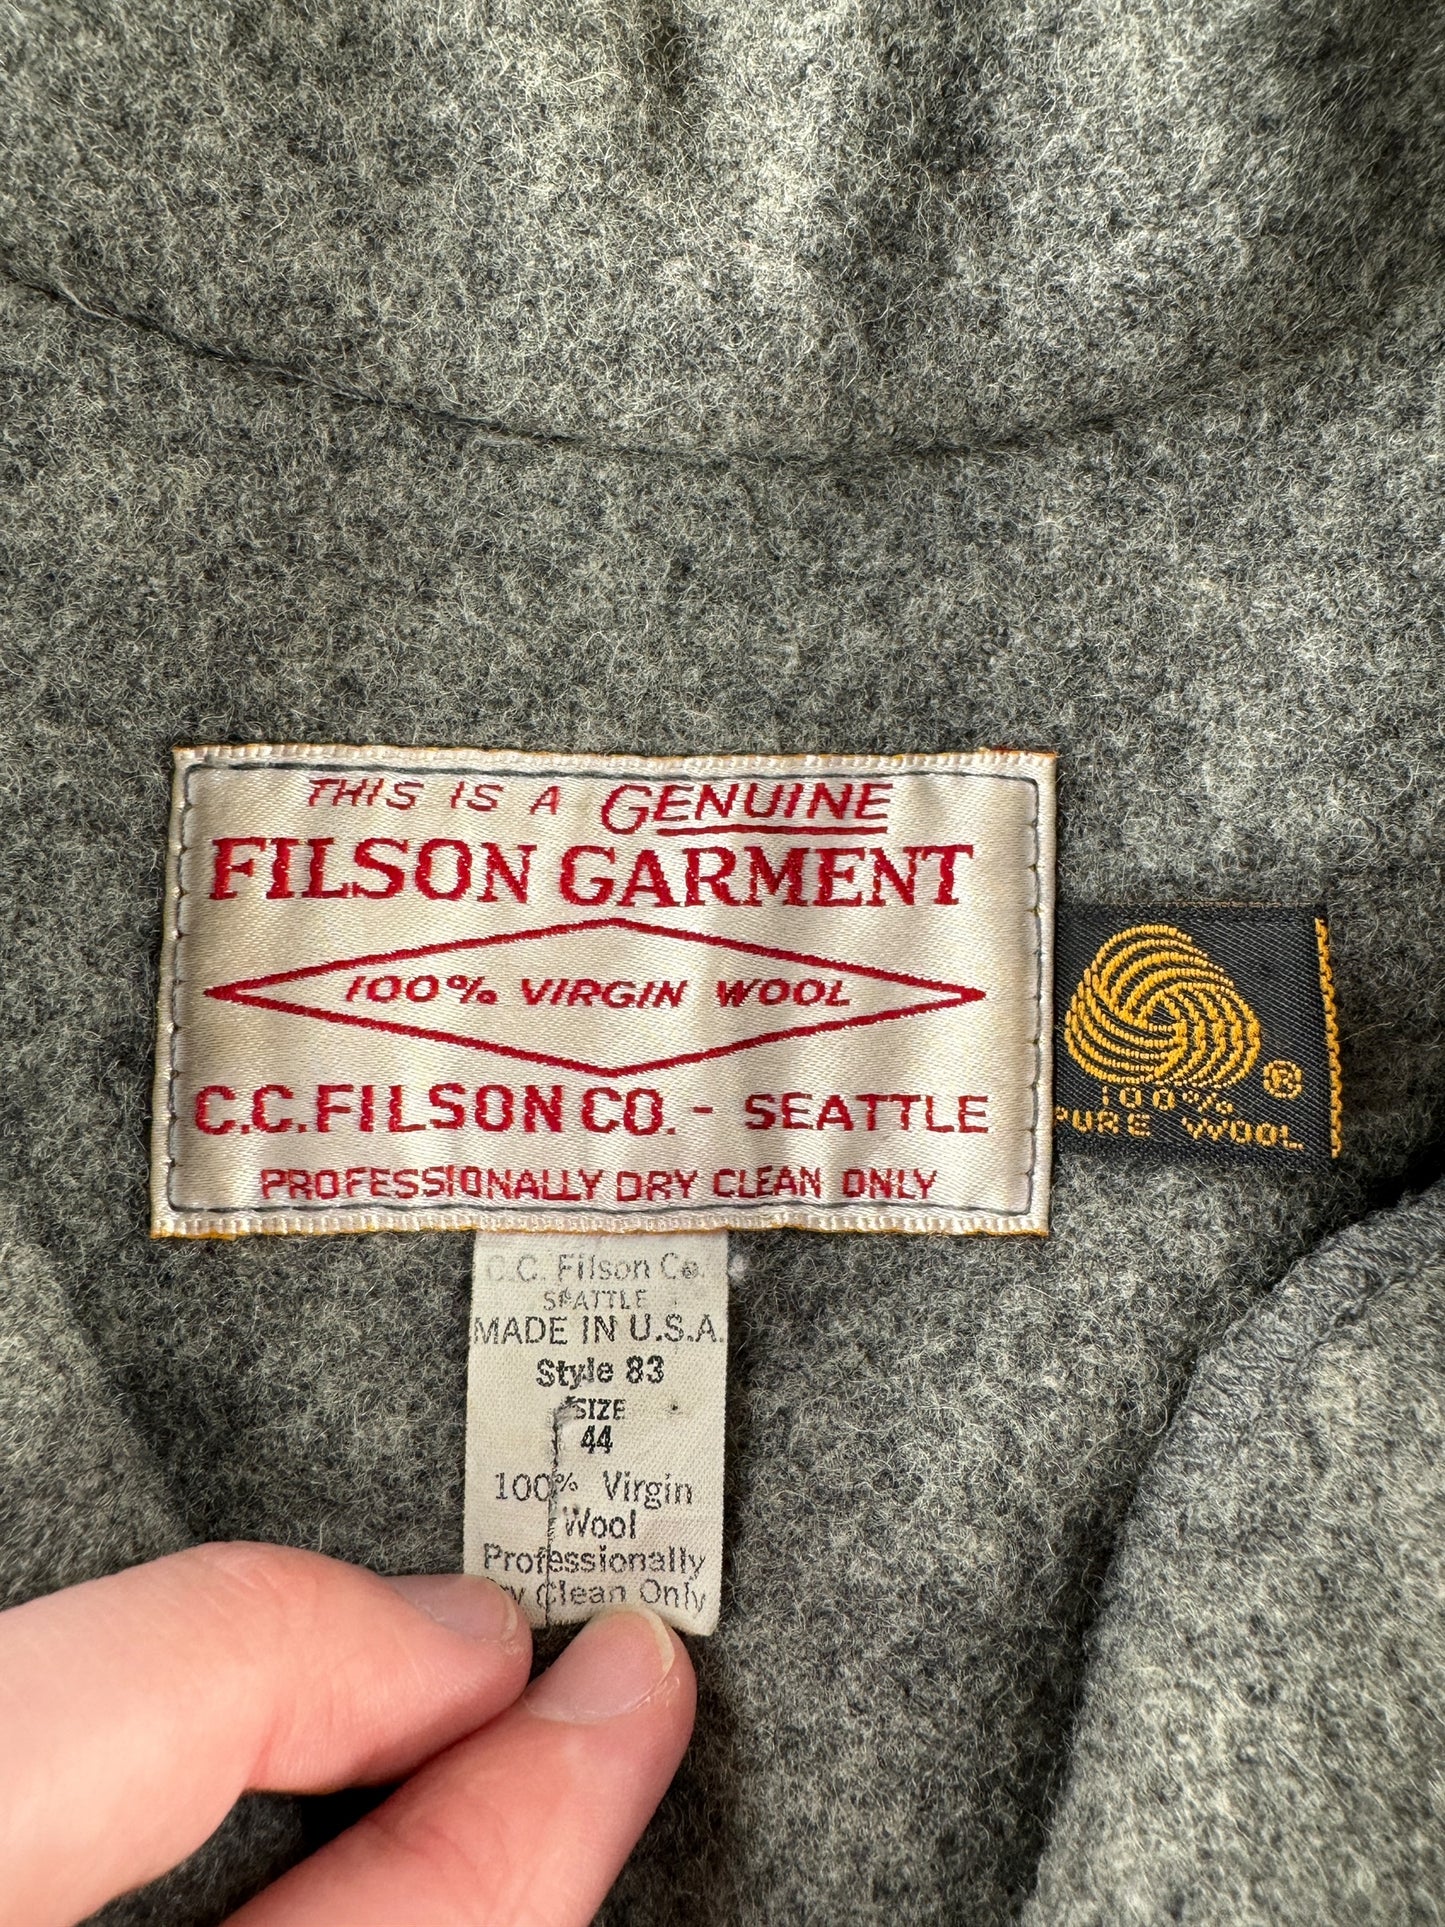 THIS IS A GENUINE
FILSON GARMENT
100% VIRGIN WOOL
C.C. FILSON CO. - SEATTLE
PROFESSIONALLY DRY CLEAN ONLY
®
100%
PURE WOOL
C.C. Filson Co.
SEATTLE
MADE IN U.S.A.
Style 83
SIZE
44
100% Virgin
Wool
Professionally
Clean Only